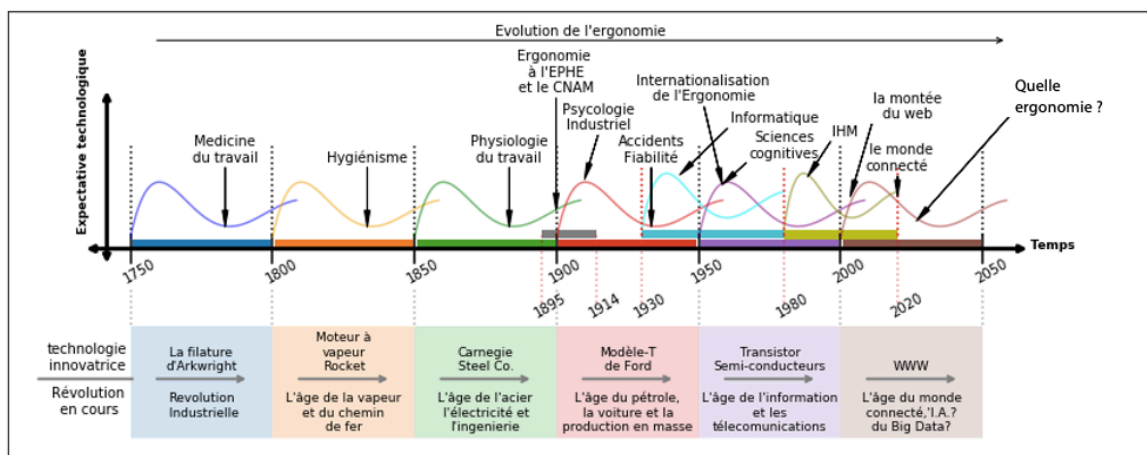 Evolution de l'ergonomie
Expectative technologique
Medicine
du travail
Hygiénisme
Physiologie
du travail
Ergonomie
à l'EPHE
et le CNAM
Psycologie
Industriel
Accidents
Fiabilité
Internationalisation
de l'Ergonomie
Informatique
Sciences
cognitives
IHM
la montée
du web
le monde
connecté
Quelle
ergonomie ?
Temps
1750
1800
1850
1900
1950
2000
2050
1895
1914
1930
1980
2020
technologie
innovatrice
Révolution
en cours
La filature
d'Arkwright
Revolution
Industrielle
Moteur à
vapeur
Rocket
L'âge de la vapeur
et du chemin
de fer
Carnegie
Steel Co.
L'âge de l'acier
l'électricité et
l'ingenierie
Modèle-T
de Ford
L'âge du pétrole,
la voiture et la
production en masse
Transistor
Semi-conducteurs
L'âge de l'information
et les
télecomunications
WWW
L'âge du monde
connecté,'I.A.?
du Big Data?